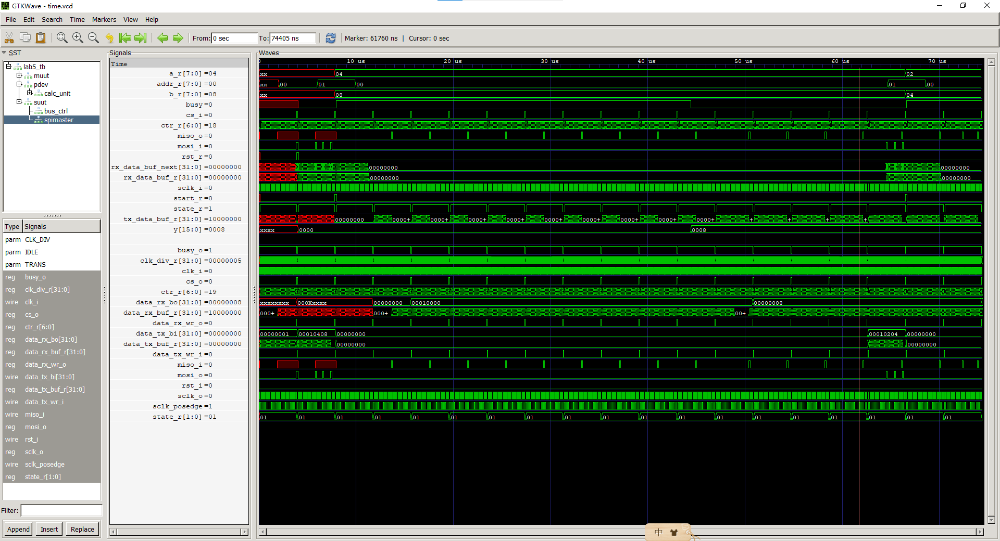 GTKWave - time.vcd
File Edit Search Time Markers View Help
From: 0 sec To: 74405 ns Marker: 61760 ns | Cursor: 0 sec
SST
lab5_tb
muut
pdev
calc_unit
suut
bus_ctrl
spimaster
Type Signals
parm CLK_DIV
parm IDLE
parm TRANS
reg busy_o
reg clk_div_r[31:0]
wire clk_i
reg cs_o
reg ctr_r[6:0]
reg data_rx_bo[31:0]
reg data_rx_buf_r[31:0]
reg data_rx_wr_o
wire data_tx_bi[31:0]
reg data_tx_buf_r[31:0]
wire data_tx_wr_i
wire miso_i
reg mosi_o
wire rst_i
reg sclk_o
wire sclk_posedge
reg state_r[1:0]
Filter:
Append Insert Replace
Signals
Time
a_r[7:0]=04
addr_r[7:0]=00
b_r[7:0]=08
busy=0
cs_i=0
ctr_r[6:0]=18
miso_o=0
mosi_i=0
rst_r=0
rx_data_buf_next[31:0]=00000000
rx_data_buf_r[31:0]=00000000
sclk_i=0
start_r=0
state_r=1
tx_data_buf_r[31:0]=10000000
y[15:0]=0008
busy_o=1
clk_div_r[31:0]=00000005
clk_i=0
cs_o=0
ctr_r[6:0]=19
data_rx_bo[31:0]=00000008
data_rx_buf_r[31:0]=10000000
data_rx_wr_o=0
data_tx_bi[31:0]=00000000
data_tx_buf_r[31:0]=00000000
data_tx_wr_i=0
miso_i=0
mosi_o=0
rst_i=0
sclk_o=0
sclk_posedge=1
state_r[1:0]=01
Waves
0 10 us 20 us 30 us 40 us 50 us 60 us 70 us
xx 04 02
xx 00 01 00 01 00
xx 08 04
00000000 00000000
00000000 00000000
00000000 0000+ 0000+ 0000+ 0000+ 0000+ 0000+ 0000+ 0000+ 0000+ + + + +
xxxx 0000 0008
xxxxxxxx 000Xxxxx 00000000 00010000 00000008
000+ 000+ 00+
00000001 00010408 00000000 00010204 00000000
00000000 00000000
01 01 01 01 01 01 01 01 01 01 01 01 01 01 01 01 01 01 01
中